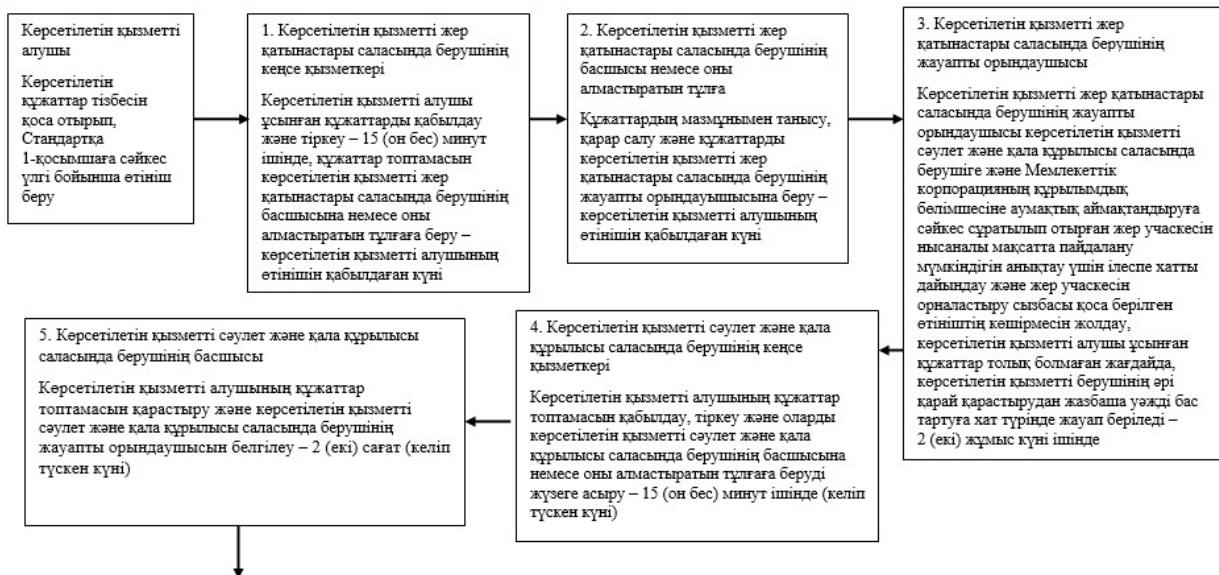 Көрсетілетін қызметті
алушы
Көрсетілетін
құжаттар тізбесін
қоса отырып,
Стандартқа
1-қосымшаға сәйкес
үлгі бойынша өтініш
беру
1. Көрсетілетін қызметті жер
қатынастары саласында берушінің
кеңсе қызметкері
Көрсетілетін қызметті алушы
ұсынған құжаттарды қабылдау
және тіркеу – 15 (он бес) минут
ішінде, құжаттар топтамасын
көрсетілетін қызметті жер
қатынастары саласында берушінің
басшысына немесе оны
алмастыратын тұлғаға беру –
көрсетілетін қызметті алушының
өтінішін қабылдаған күні
2. Көрсетілетін қызметті жер
қатынастары саласында берушінің
басшысы немесе оны
алмастыратын тұлға
Құжаттардың мазмұнымен танысу,
қарар салу және құжаттарды
көрсетілетін қызметті жер
қатынастары саласында берушінің
жауапты орындауышысына беру –
көрсетілетін қызметті алушының
өтінішін қабылдаған күні
3. Көрсетілетін қызметті жер
қатынастары саласында берушінің
жауапты орындаушысы
Көрсетілетін қызметті жер қатынастары
саласында берушінің жауапты
орындаушысы көрсетілетін қызметті
сәулет және қала құрылысы саласында
берушіге және Мемлекеттік
корпорацияның құрылымдық
бөлімшесіне аумақтық аймақтандыруға
сәйкес сұратылып отырған жер учаскесін
нысаналы мақсатта пайдалану
мүмкіндігін анықтау үшін ілеспе хатты
дайындау және жер учаскесін
орналастыру сызбасы қоса берілген
өтініштің көшірмесін жолдау,
көрсетілетін қызметті алушы ұсынған
құжаттар толық болмаған жағдайда,
көрсетілетін қызметті берушінің әрі
қарай қарастырудан жазбаша уәжді бас
тартуға хат түрінде жауап беріледі –
2 (екі) жұмыс күні ішінде
4. Көрсетілетін қызметті сәулет және қала
құрылысы саласында берушінің кеңсе
қызметкері
Көрсетілетін қызметті алушының құжаттар
топтамасын қабылдау, тіркеу және оларды
көрсетілетін қызметті сәулет және қала
құрылысы саласында берушінің басшысына
немесе оны алмастыратын тұлғаға беруді
жүзеге асыру – 15 (он бес) минут ішінде (келіп
түскен күні)
5. Көрсетілетін қызметті сәулет және қала құрылысы
саласында берушінің басшысы
Көрсетілетін қызметті алушының құжаттар
топтамасын қарастыру және көрсетілетін қызметті
сәулет және қала құрылысы саласында берушінің
жауапты орындаушысын белгілеу – 2 (екі) сағат (келіп
түскен күні)